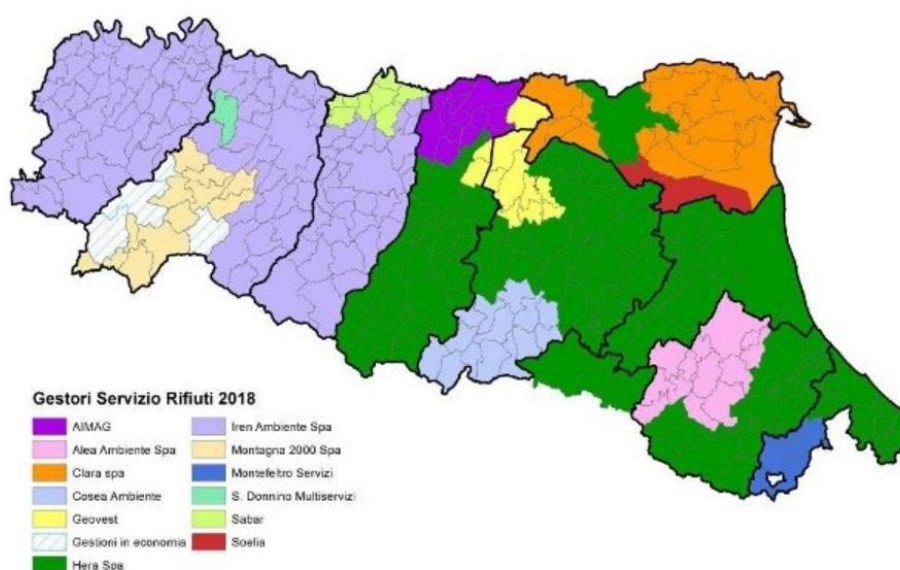 Gestori Servizio Rifiuti 2018
AIMAG
Alea Ambiente Spa
Clara spa
Cosea Ambiente
Geovest
Gestioni in economia
Hera Spa
Iren Ambiente Spa
Montagna 2000 Spa
Montefeltro Servizi
S. Donnino Multiservizi
Sabar
Soelia